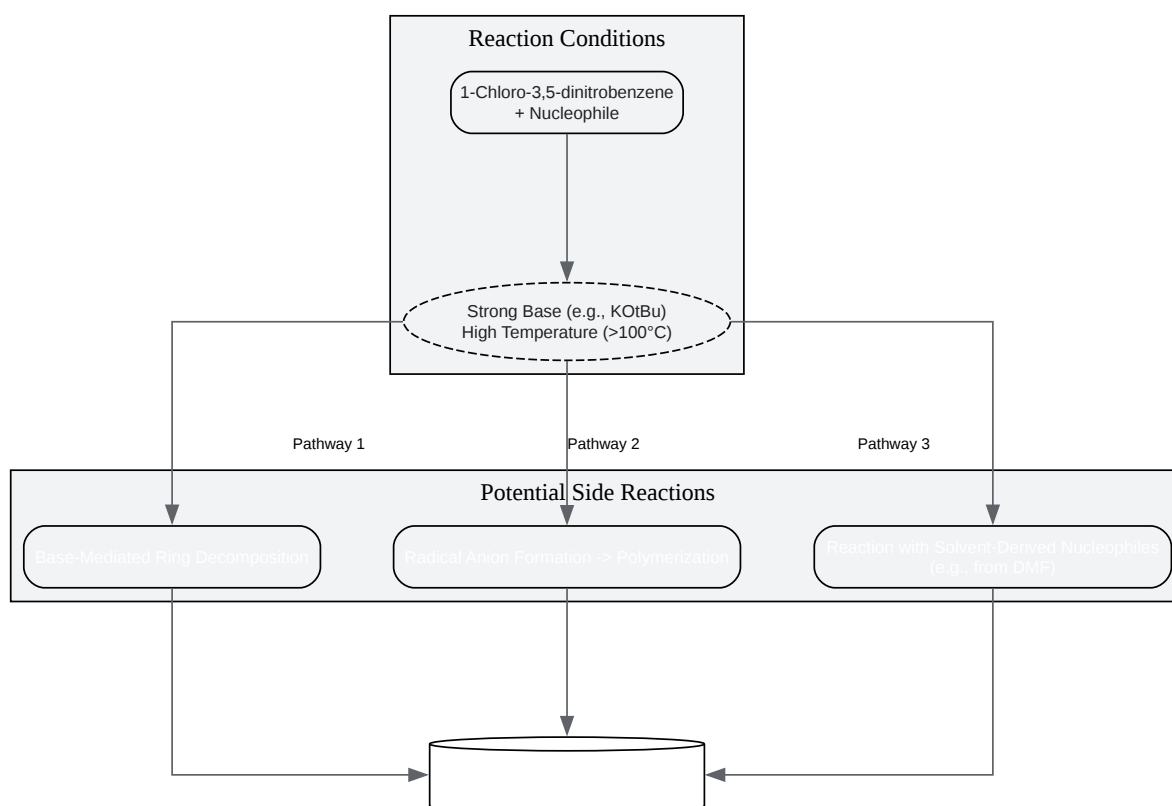 Reaction Conditions
1-Chloro-3,5-dinitrobenzene
+ Nucleophile
Strong Base (e.g., KOtBu)
High Temperature (>100°C)
Pathway 1
Pathway 2
Pathway 3
Potential Side Reactions
Base-Mediated Ring Decomposition
Radical Anion Formation -> Polymerization
Reaction with Solvent-Derived Nucleophiles
(e.g., from DMF)